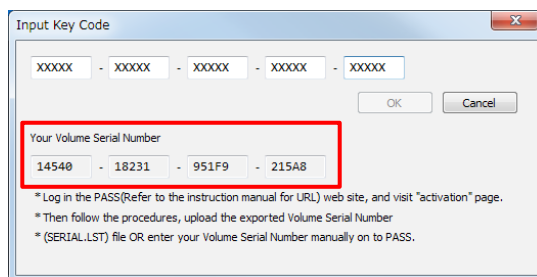 Input Key Code
XXXXX - XXXXX - XXXXX - XXXXX - XXXXX
OK Cancel
Your Volume Serial Number
14540 - 18231 - 951F9 - 215A8
* Log in the PASS(Refer to the instruction manual for URL) web site, and visit "activation" page.
* Then follow the procedures, upload the exported Volume Serial Number
* (SERIAL.LST) file OR enter your Volume Serial Number manually on to PASS.